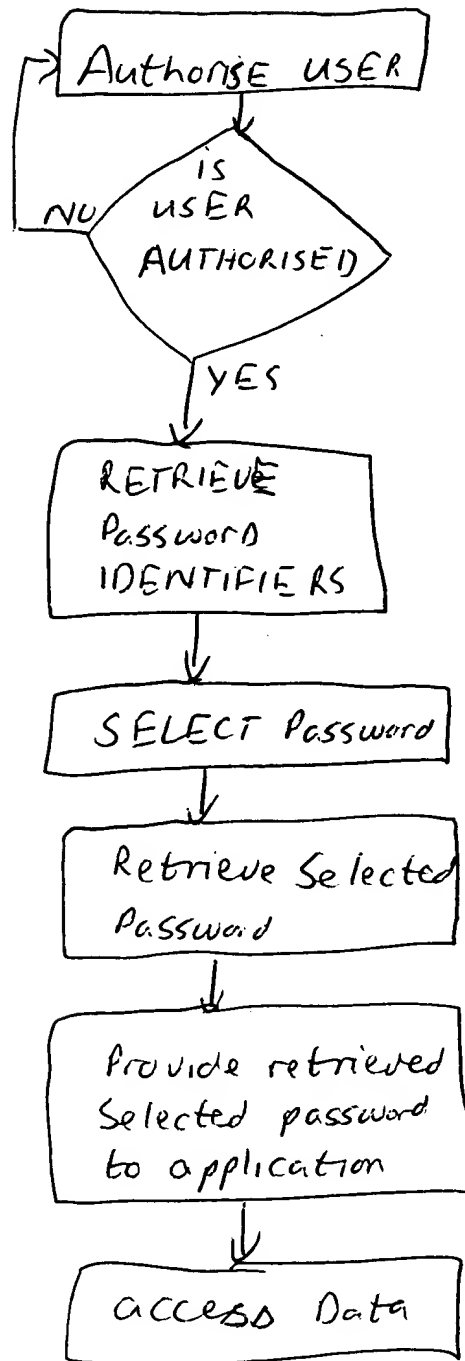 Authorise USER
is
USER
AUTHORISED
NO
YES
RETRIEVE
Password
IDENTIFIERS
SELECT Password
Retrieve Selected
Password
Provide retrieved
Selected password
to application
access Data